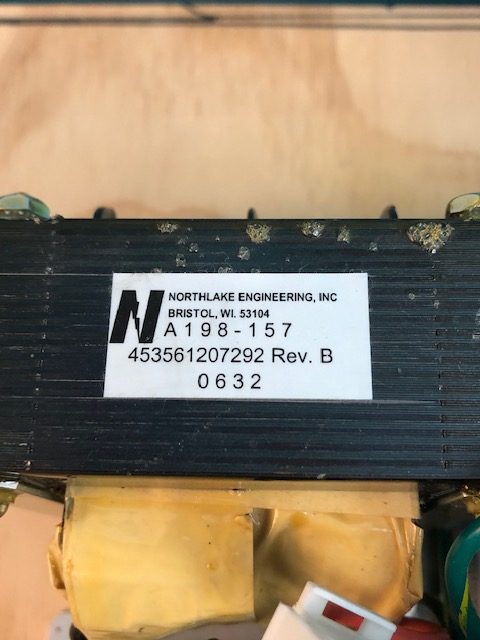 N NORTHLAKE ENGINEERING, INC
BRISTOL, WI. 53104
A198-157
453561207292 Rev. B
0632